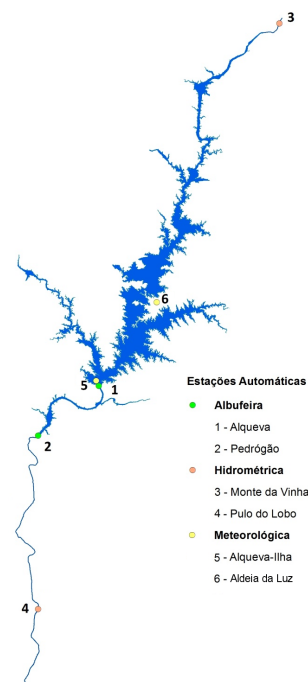 3
6
5
1
2
4
Estações Automáticas
Albufeira
1 - Alqueva
2 - Pedrógão
Hidrométrica
3 - Monte da Vinha
4 - Pulo do Lobo
Meteorológica
5 - Alqueva-Ilha
6 - Aldeia da Luz